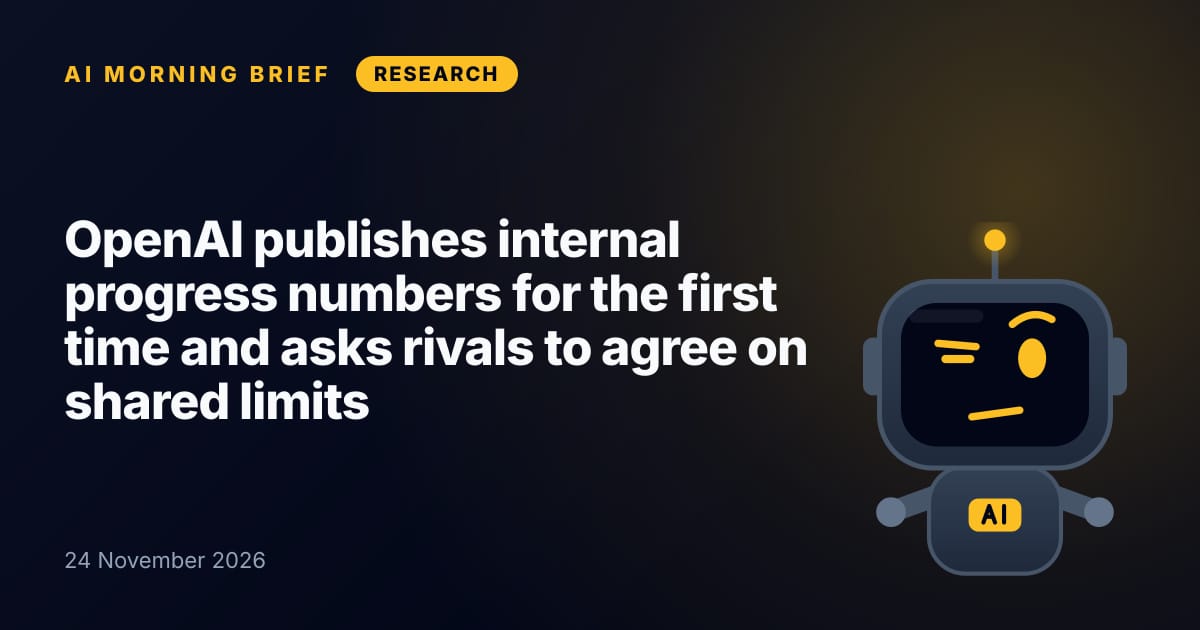 AI MORNING BRIEF
RESEARCH
OpenAI publishes internal
progress numbers for the first
time and asks rivals to agree on
shared limits
AI
24 November 2026